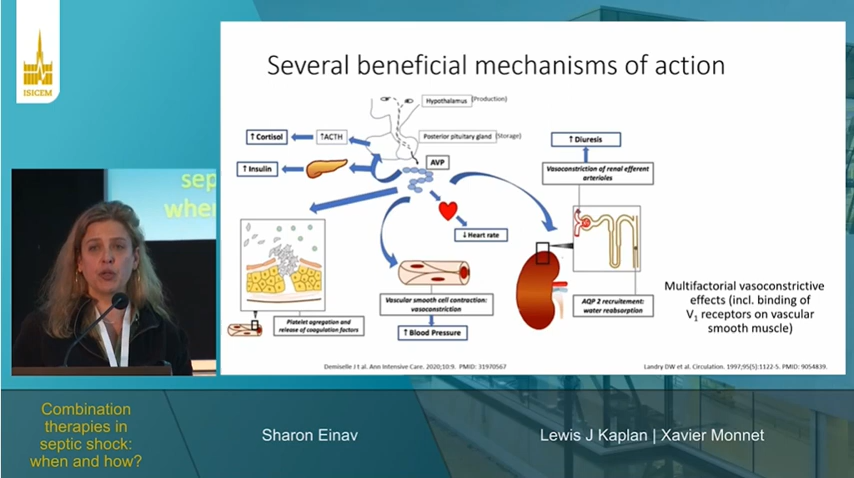 ISICEM
Several beneficial mechanisms of action
Hypothalamus (Production)
↑ Cortisol
↑ACTH
Posterior pituitary gland (Storage)
↑ Insulin
AVP
↑ Diuresis
Vasoconstriction of renal efferent
arterioles
↓ Heart rate
Platelet agregation and
release of coagulation factors
Vascular smooth cell contraction:
vasoconstriction
↑ Blood Pressure
AQP 2 recruitement:
water reabsorption
Multifactorial vasoconstrictive
effects (incl. binding of
V1 receptors on vascular
smooth muscle)
Demiselle J et al. Ann Intensive Care. 2020;10:9. PMID: 31970567
Landry DW et al. Circulation. 1997;95(5):1122-5. PMID: 9054839.
sep
when
Combination
therapies in
septic shock:
when and how?
Sharon Einav
Lewis J Kaplan | Xavier Monnet